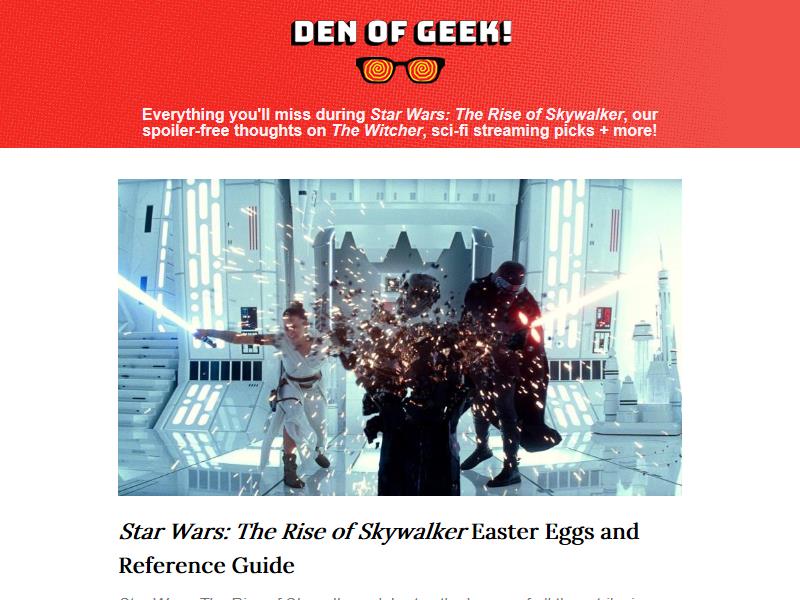 DEN OF GEEK!
Everything you'll miss during Star Wars: The Rise of Skywalker, our
spoiler-free thoughts on The Witcher, sci-fi streaming picks + more!
Star Wars: The Rise of Skywalker Easter Eggs and
Reference Guide